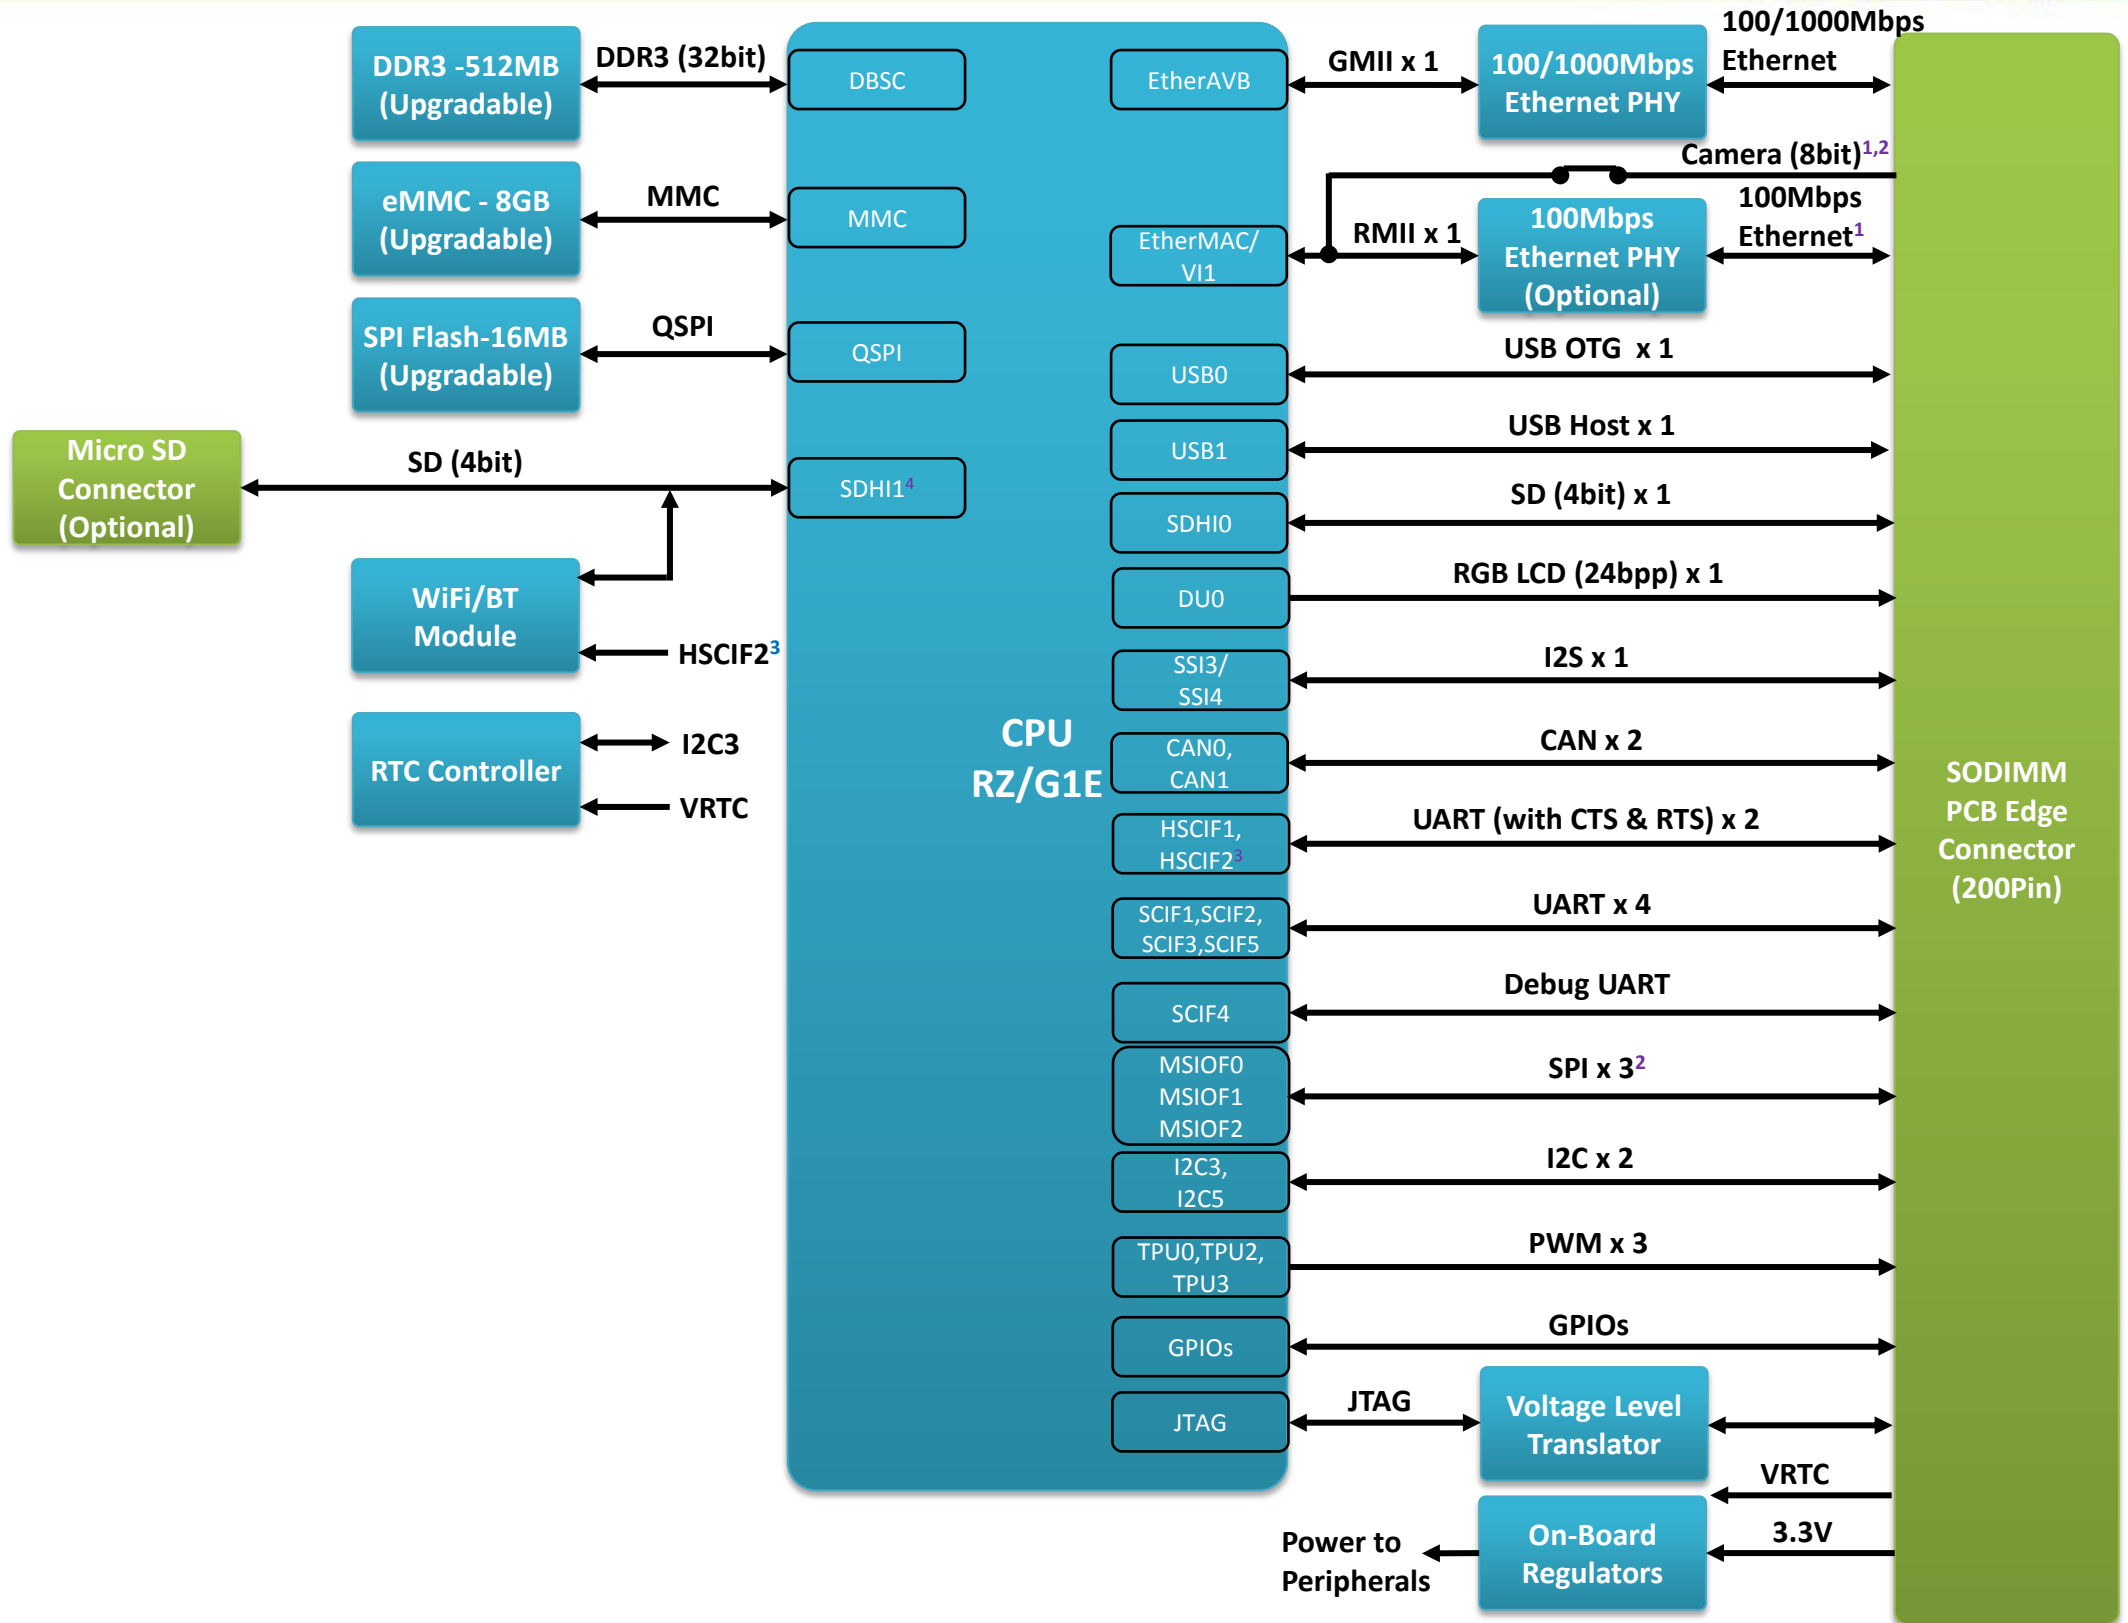 DDR3 -512MB
(Upgradable)
DDR3 (32bit)
DBSC
eMMC - 8GB
(Upgradable)
MMC
MMC
SPI Flash-16MB
(Upgradable)
QSPI
QSPI
Micro SD
Connector
(Optional)
SD (4bit)
SDHI1⁴
WiFi/BT
Module
HSCIF2³
RTC Controller
I2C3
VRTC
CPU
RZ/G1E
EtherAVB
GMII x 1
100/1000Mbps
Ethernet PHY
100/1000Mbps
Ethernet
Camera (8bit)¹,²
EtherMAC/
VI1
RMII x 1
100Mbps
Ethernet PHY
(Optional)
100Mbps
Ethernet¹
USB0
USB OTG x 1
USB1
USB Host x 1
SDHI0
SD (4bit) x 1
DU0
RGB LCD (24bpp) x 1
SSI3/
SSI4
I2S x 1
CAN0,
CAN1
CAN x 2
HSCIF1,
HSCIF2³
UART (with CTS & RTS) x 2
SCIF1,SCIF2,
SCIF3,SCIF5
UART x 4
SCIF4
Debug UART
MSIOF0
MSIOF1
MSIOF2
SPI x 3²
I2C3,
I2C5
I2C x 2
TPU0,TPU2,
TPU3
PWM x 3
GPIOs
GPIOs
JTAG
JTAG
Voltage Level
Translator
VRTC
On-Board
Regulators
3.3V
Power to
Peripherals
SODIMM
PCB Edge
Connector
(200Pin)